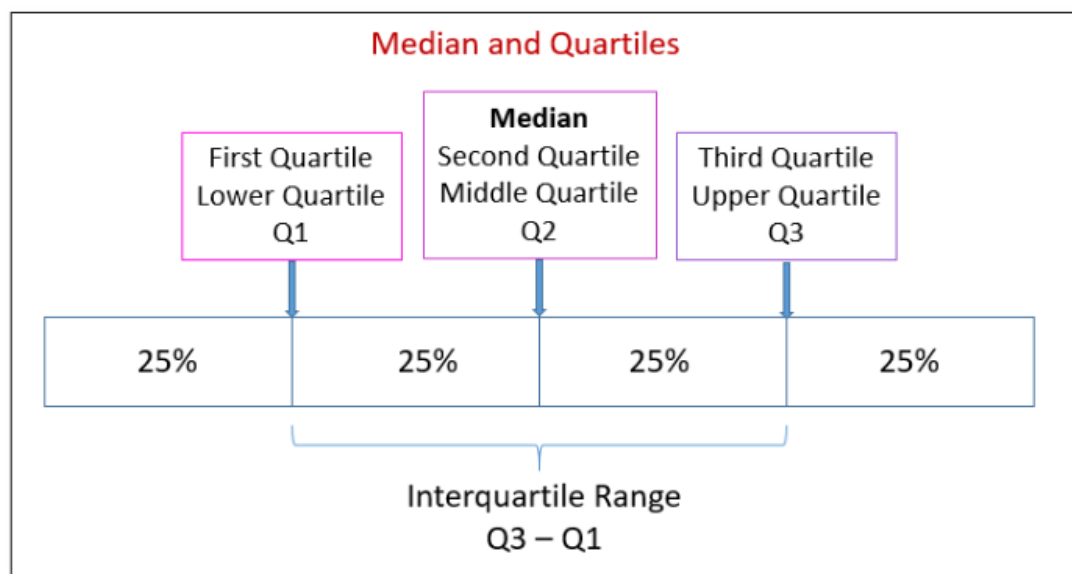 Median and Quartiles
First Quartile
Lower Quartile
Q1
Median
Second Quartile
Middle Quartile
Q2
Third Quartile
Upper Quartile
Q3
25%
25%
25%
25%
Interquartile Range
Q3 – Q1